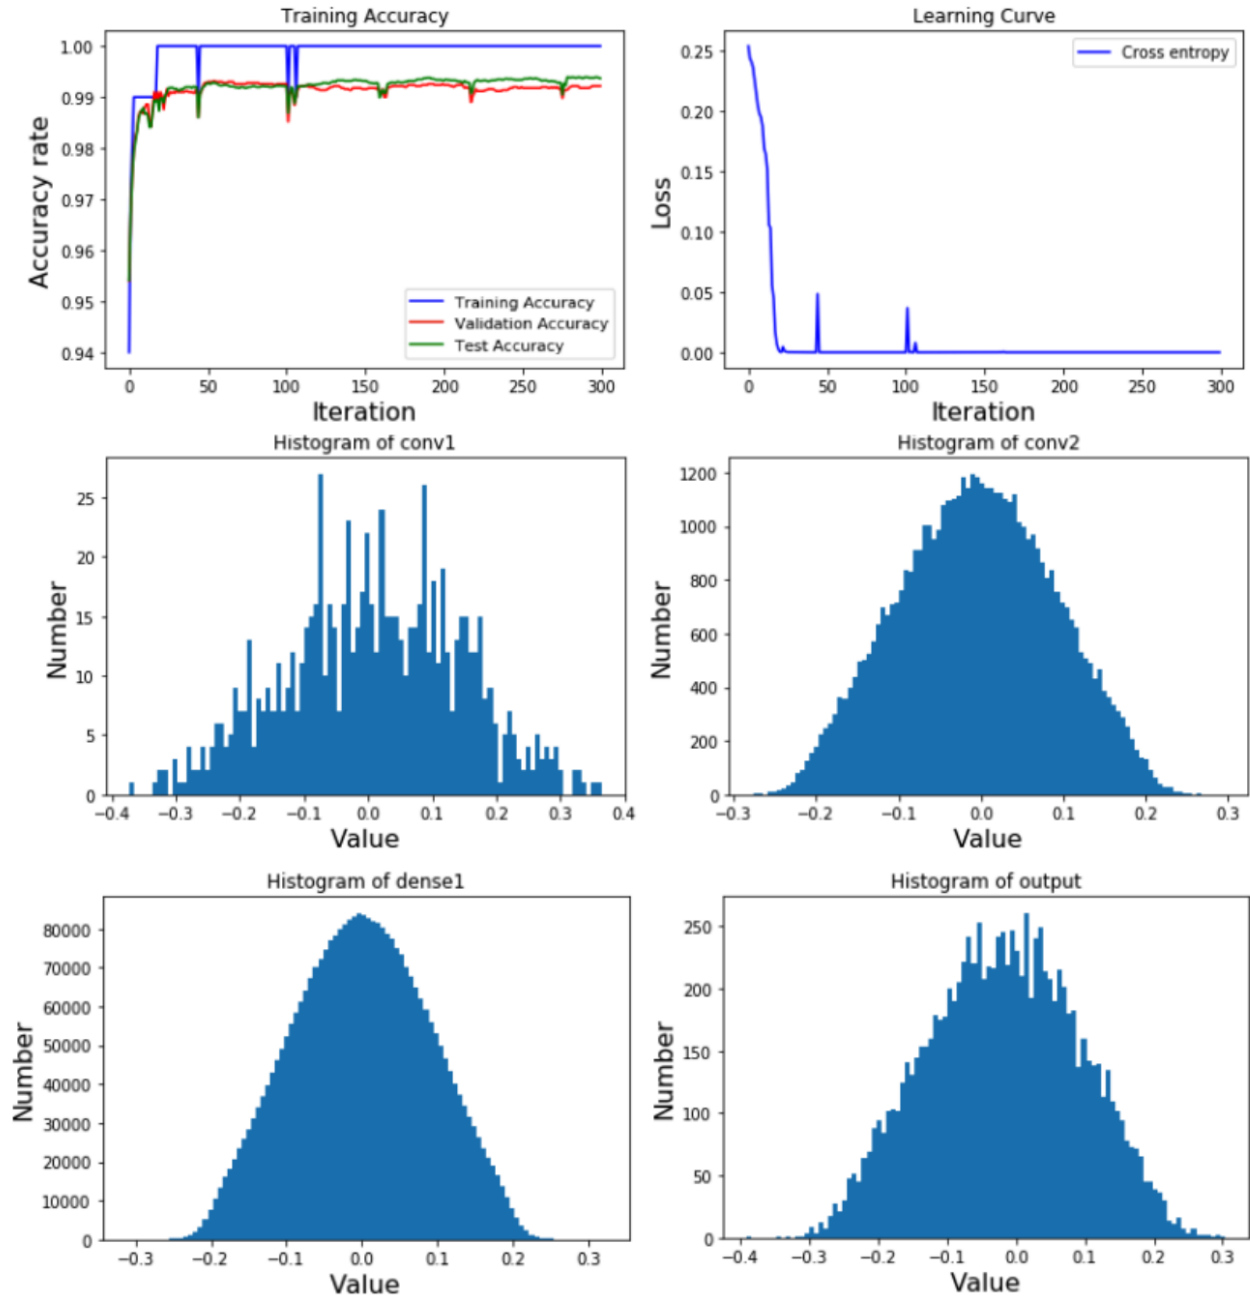 Training Accuracy
Accuracy rate
1.00
0.99
0.98
0.97
0.96
0.95
0.94
Training Accuracy
Validation Accuracy
Test Accuracy
0 50 100 150 200 250 300
Iteration
Learning Curve
Loss
0.25
0.20
0.15
0.10
0.05
0.00
Cross entropy
0 50 100 150 200 250 300
Iteration
Histogram of conv1
Number
25
20
15
10
5
0
−0.4 −0.3 −0.2 −0.1 0.0 0.1 0.2 0.3 0.4
Value
Histogram of conv2
Number
1200
1000
800
600
400
200
0
−0.3 −0.2 −0.1 0.0 0.1 0.2 0.3
Value
Histogram of dense1
Number
80000
70000
60000
50000
40000
30000
20000
10000
0
−0.3 −0.2 −0.1 0.0 0.1 0.2 0.3
Value
Histogram of output
Number
250
200
150
100
50
0
−0.4 −0.3 −0.2 −0.1 0.0 0.1 0.2 0.3
Value